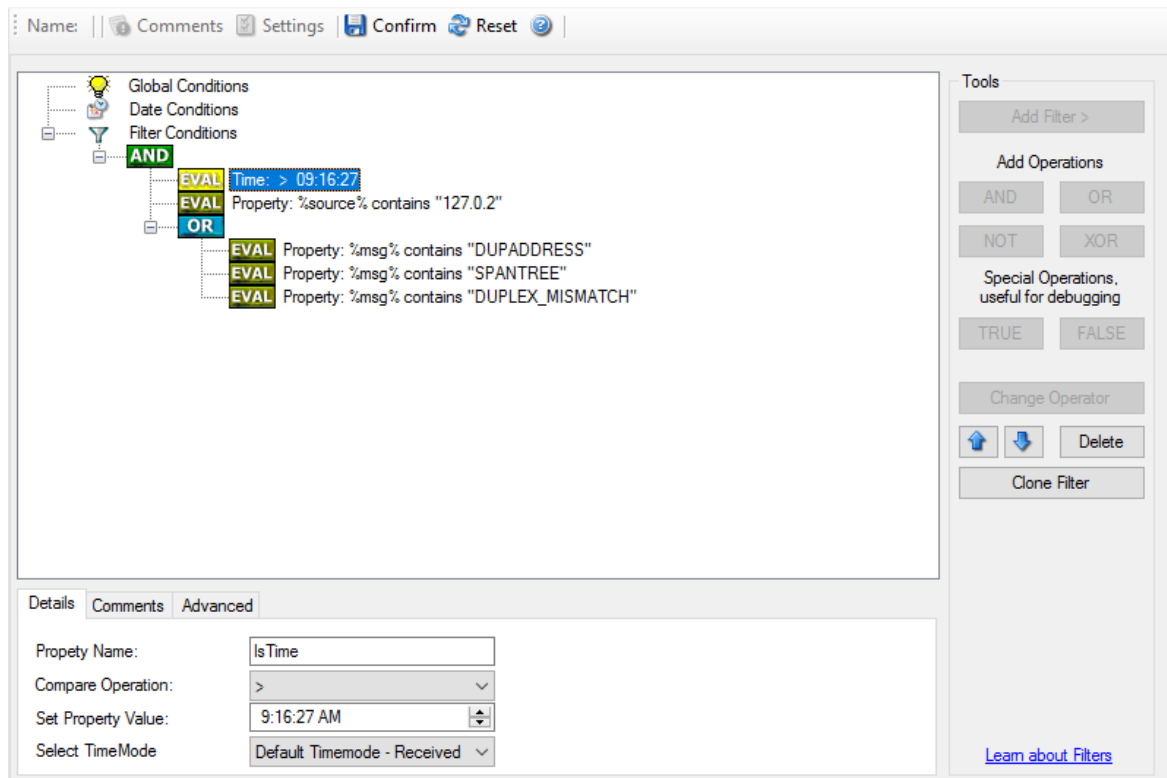 Name: Comments Settings Confirm Reset
Global Conditions
Date Conditions
Filter Conditions
AND
EVAL Time: > 09:16:27
EVAL Property: %source% contains "127.0.2"
OR
EVAL Property: %msg% contains "DUPADDRESS"
EVAL Property: %msg% contains "SPANTREE"
EVAL Property: %msg% contains "DUPLEX_MISMATCH"
Tools
Add Filter >
Add Operations
AND OR
NOT XOR
Special Operations,
useful for debugging
TRUE FALSE
Change Operator
Delete
Clone Filter
Learn about Filters
Details Comments Advanced
Propety Name: IsTime
Compare Operation: >
Set Property Value: 9:16:27 AM
Select TimeMode Default Timemode - Received